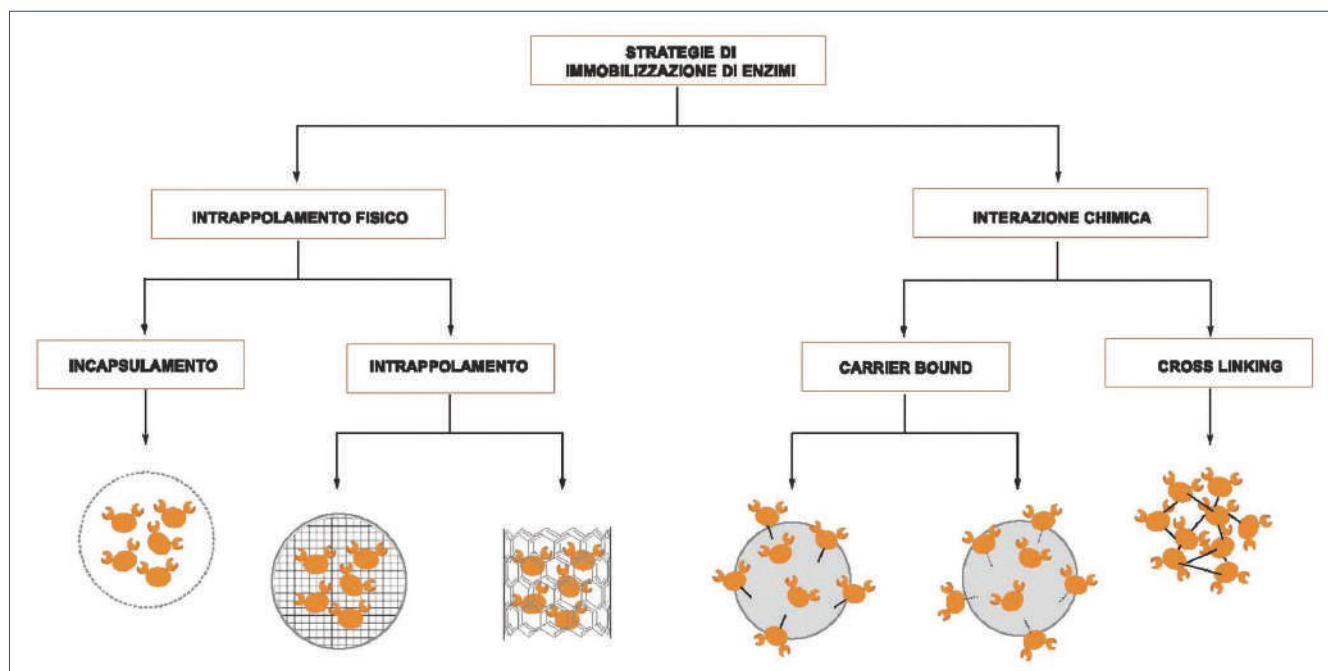 STRATEGIE DI
IMMOBILIZZAZIONE DI ENZIMI
INTRAPPOLAMENTO FISICO
INTERAZIONE CHIMICA
INCAPSULAMENTO
INTRAPPOLAMENTO
CARRIER BOUND
CROSS LINKING